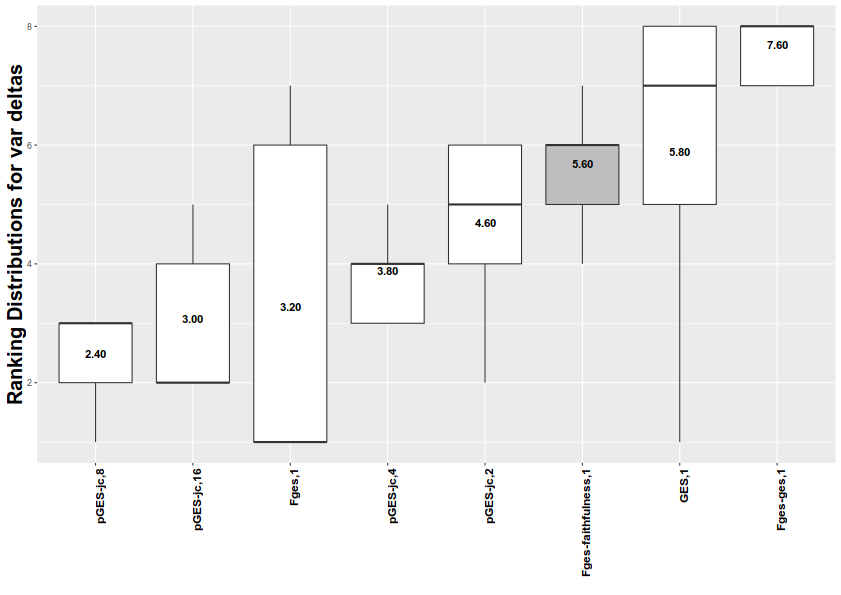 Ranking Distributions for var deltas
8
6
4
2
2.40
3.00
3.20
3.80
4.60
5.60
5.80
7.60
pGES-jc,8
pGES-jc,16
Fges,1
pGES-jc,4
pGES-jc,2
Fges-faithfulness,1
GES,1
Fges-ges,1